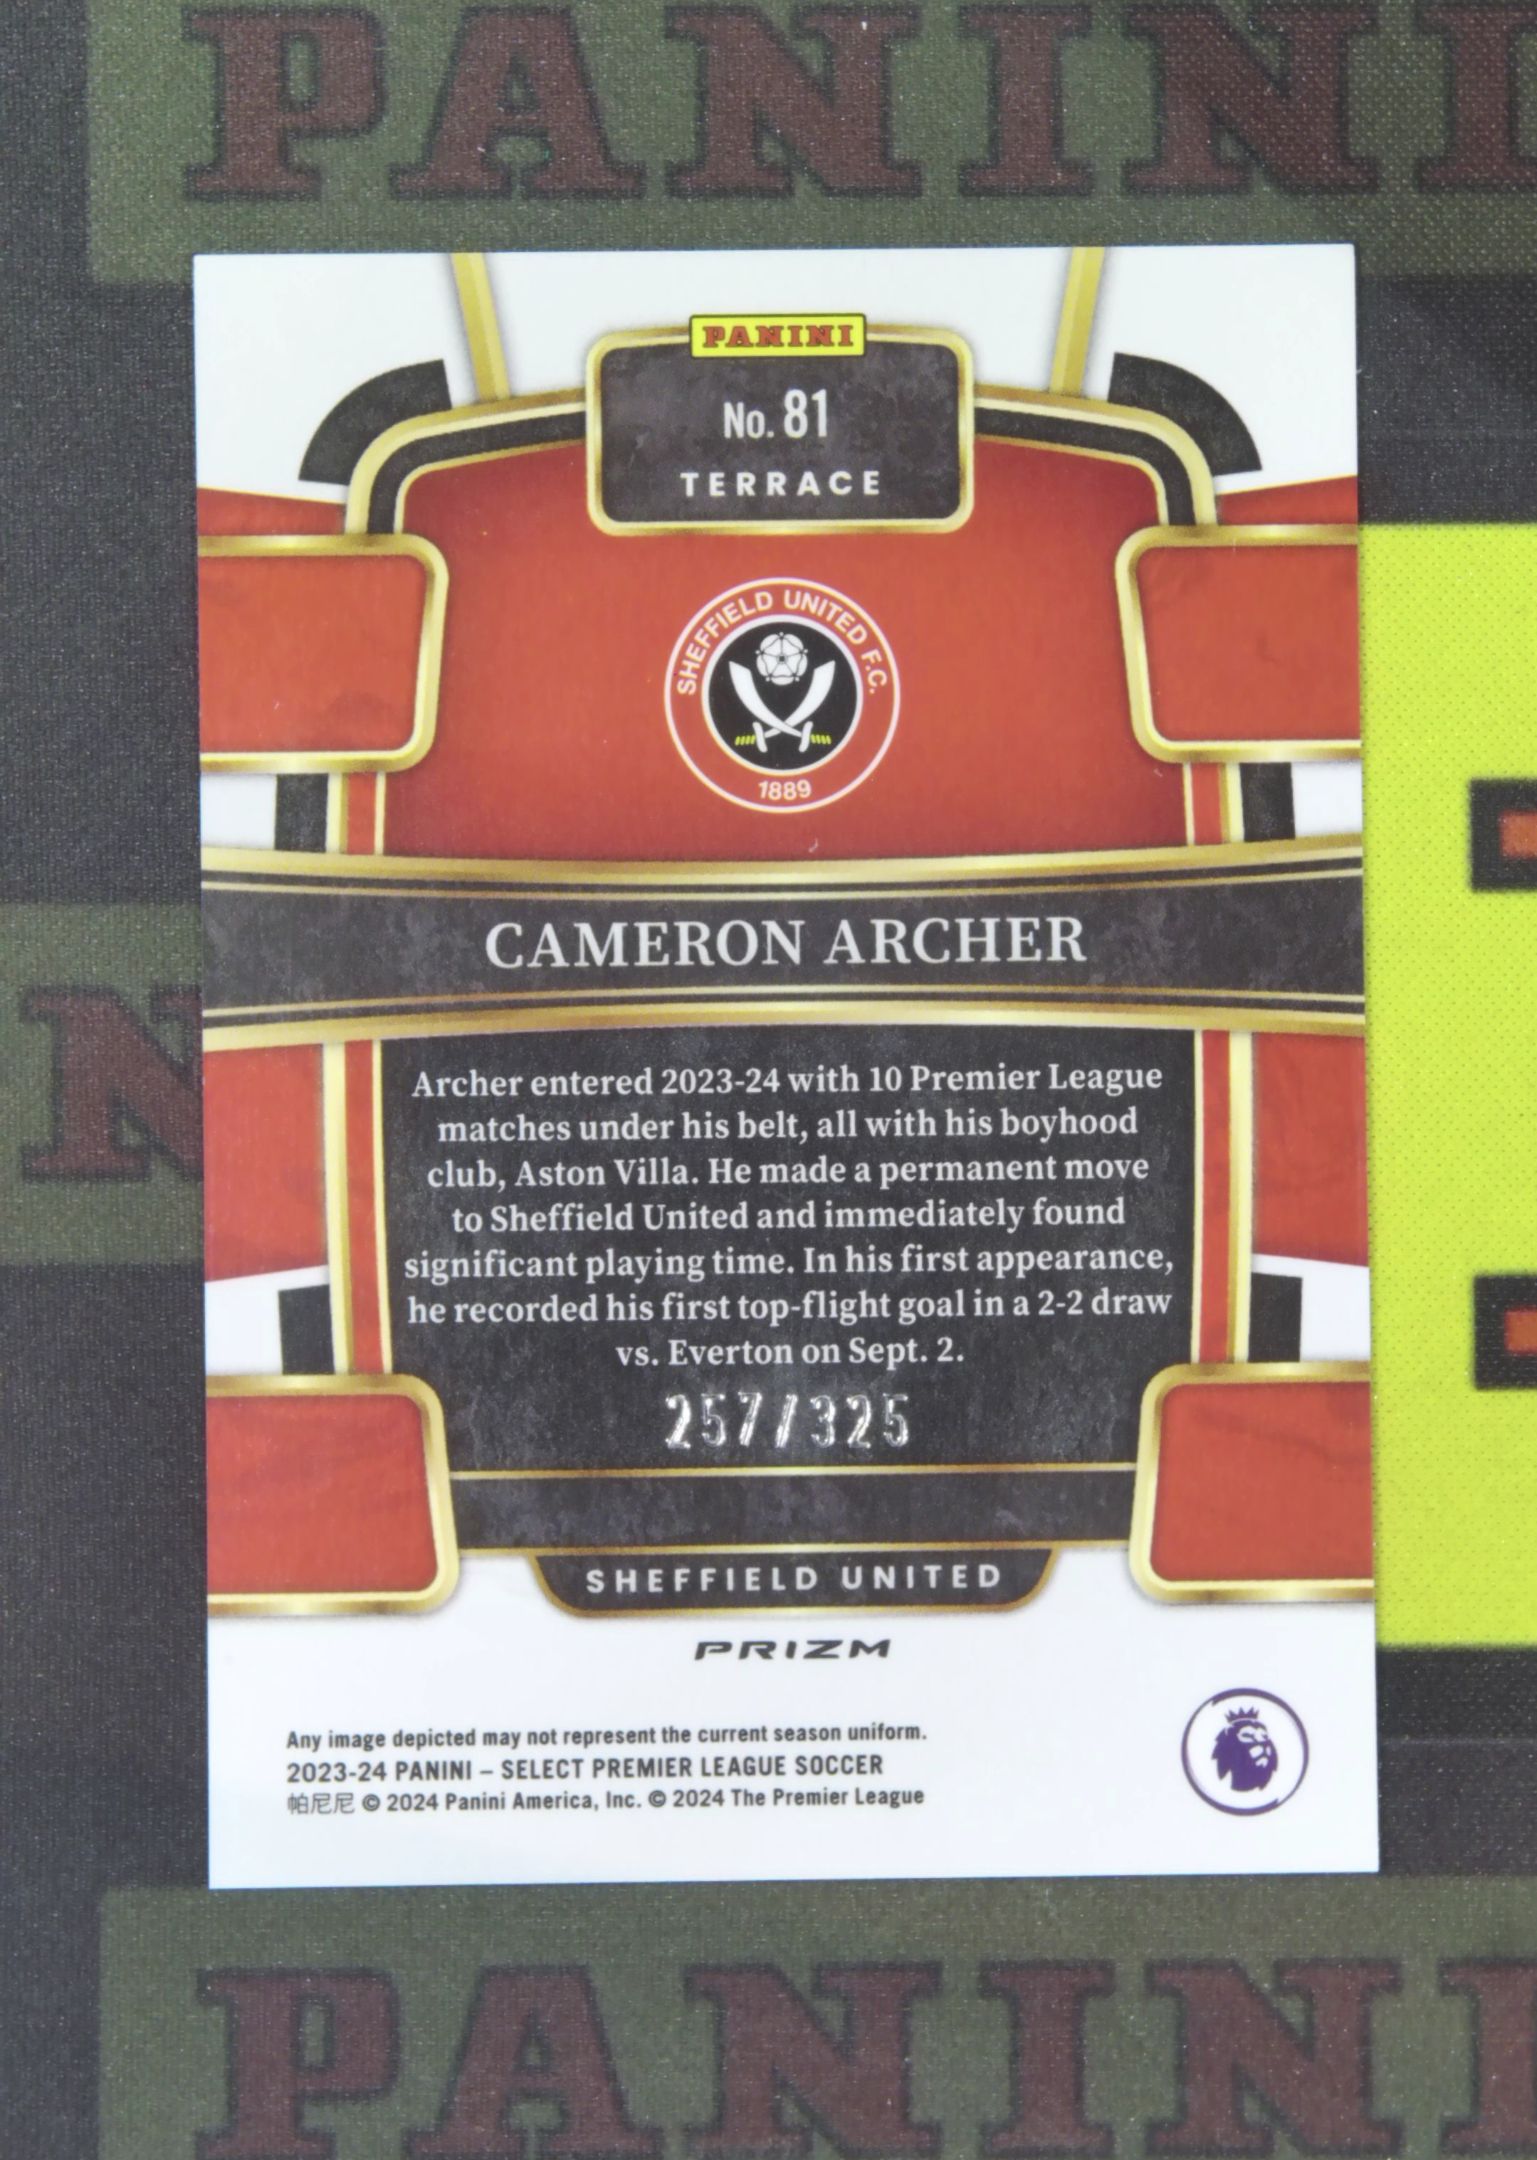 PANINI
PANINI
No. 81
TERRACE
SHEFFIELD UNITED F.C.
1889
CAMERON ARCHER
Archer entered 2023-24 with 10 Premier League
matches under his belt, all with his boyhood
club, Aston Villa. He made a permanent move
to Sheffield United and immediately found
significant playing time. In his first appearance,
he recorded his first top-flight goal in a 2-2 draw
vs. Everton on Sept. 2.
257/325
SHEFFIELD UNITED
PRIZM
Any image depicted may not represent the current season uniform.
2023-24 PANINI – SELECT PREMIER LEAGUE SOCCER
帕尼尼 © 2024 Panini America, Inc. © 2024 The Premier League
PANINI